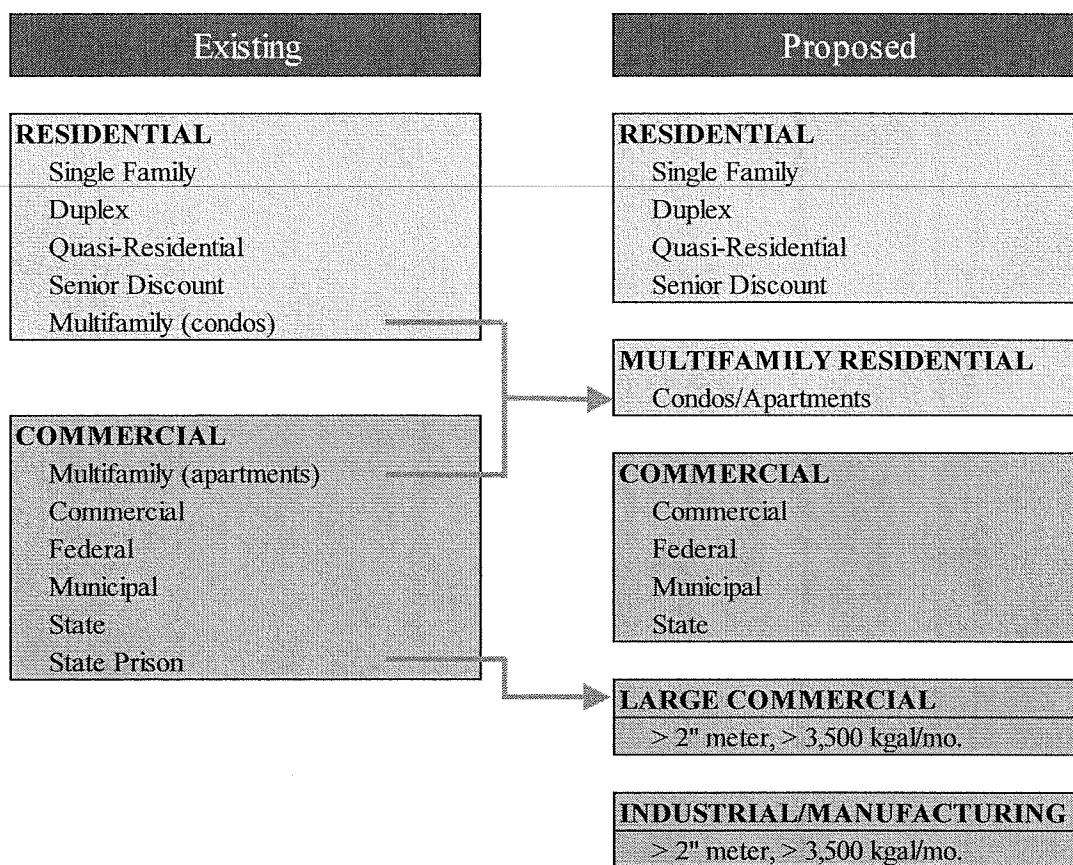 Existing
RESIDENTIAL
Single Family
Duplex
Quasi-Residential
Senior Discount
Multifamily (condos)
COMMERCIAL
Multifamily (apartments)
Commercial
Federal
Municipal
State
State Prison
Proposed
RESIDENTIAL
Single Family
Duplex
Quasi-Residential
Senior Discount
MULTIFAMILY RESIDENTIAL
Condos/Apartments
COMMERCIAL
Commercial
Federal
Municipal
State
LARGE COMMERCIAL
> 2" meter, > 3,500 kgal/mo.
INDUSTRIAL/MANUFACTURING
> 2" meter, > 3,500 kgal/mo.